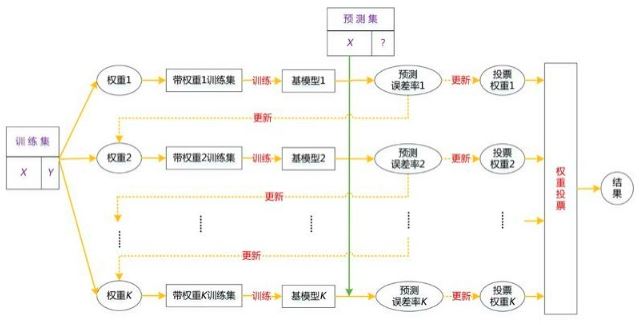 预测集
X ?
权重1 带权重1训练集 训练 基模型1 预测误差率1 更新 投票权重1
更新
训练集
X Y
权重2 带权重2训练集 训练 基模型2 预测误差率2 更新 投票权重2
更新
权重投票
结果
更新
权重K 带权重K训练集 训练 基模型K 预测误差率K 更新 投票权重K